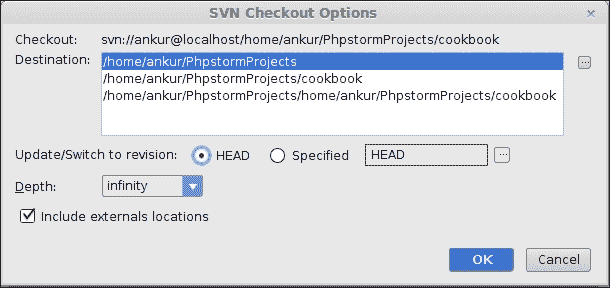 SVN Checkout Options
Checkout: svn://ankur@localhost/home/ankur/PhpstormProjects/cookbook
Destination: /home/ankur/PhpstormProjects
/home/ankur/PhpstormProjects/cookbook
/home/ankur/PhpstormProjects/home/ankur/PhpstormProjects/cookbook
Update/Switch to revision: HEAD Specified HEAD
Depth: infinity
Include externals locations
OK Cancel